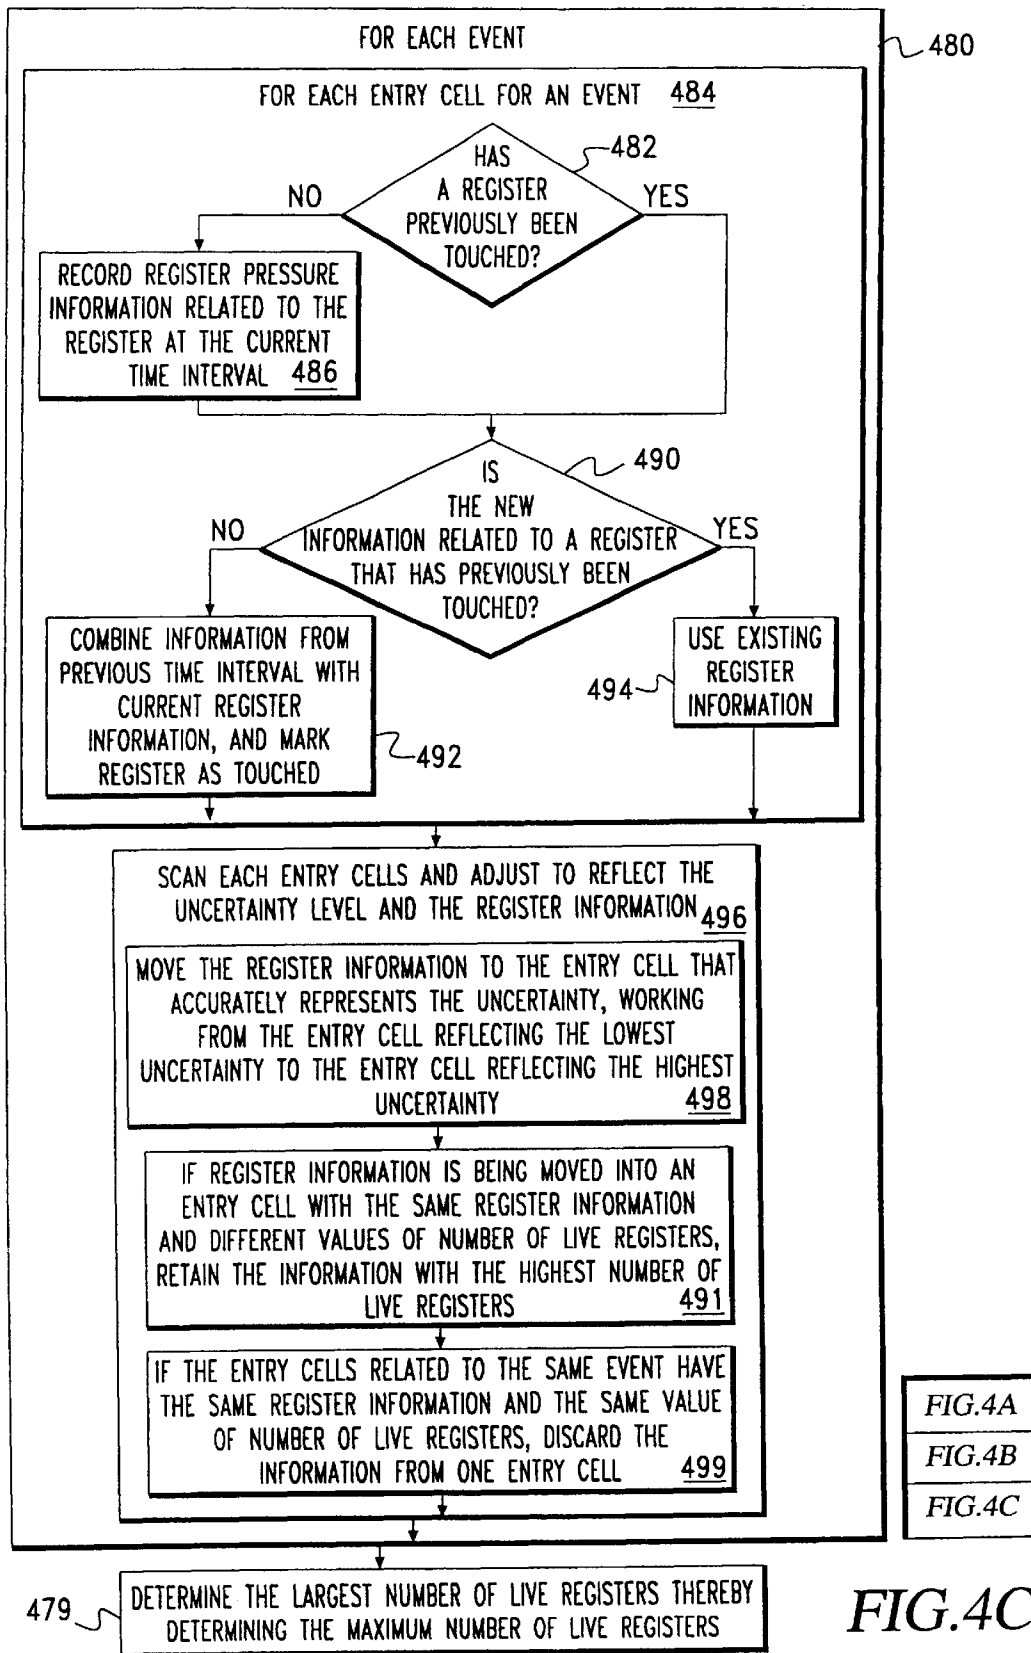 FOR EACH EVENT
480
FOR EACH ENTRY CELL FOR AN EVENT 484
482
HAS
A REGISTER
PREVIOUSLY BEEN
TOUCHED?
NO
YES
RECORD REGISTER PRESSURE
INFORMATION RELATED TO THE
REGISTER AT THE CURRENT
TIME INTERVAL 486
490
IS
THE NEW
INFORMATION RELATED TO A REGISTER
THAT HAS PREVIOUSLY BEEN
TOUCHED?
NO
YES
COMBINE INFORMATION FROM
PREVIOUS TIME INTERVAL WITH
CURRENT REGISTER
INFORMATION, AND MARK
REGISTER AS TOUCHED
492
USE EXISTING
REGISTER
INFORMATION
494
SCAN EACH ENTRY CELLS AND ADJUST TO REFLECT THE
UNCERTAINTY LEVEL AND THE REGISTER INFORMATION 496
MOVE THE REGISTER INFORMATION TO THE ENTRY CELL THAT
ACCURATELY REPRESENTS THE UNCERTAINTY, WORKING
FROM THE ENTRY CELL REFLECTING THE LOWEST
UNCERTAINTY TO THE ENTRY CELL REFLECTING THE HIGHEST
UNCERTAINTY 498
IF REGISTER INFORMATION IS BEING MOVED INTO AN
ENTRY CELL WITH THE SAME REGISTER INFORMATION
AND DIFFERENT VALUES OF NUMBER OF LIVE REGISTERS,
RETAIN THE INFORMATION WITH THE HIGHEST NUMBER OF
LIVE REGISTERS 491
IF THE ENTRY CELLS RELATED TO THE SAME EVENT HAVE
THE SAME REGISTER INFORMATION AND THE SAME VALUE
OF NUMBER OF LIVE REGISTERS, DISCARD THE
INFORMATION FROM ONE ENTRY CELL 499
FIG.4A
FIG.4B
FIG.4C
479
DETERMINE THE LARGEST NUMBER OF LIVE REGISTERS THEREBY
DETERMINING THE MAXIMUM NUMBER OF LIVE REGISTERS
FIG.4C